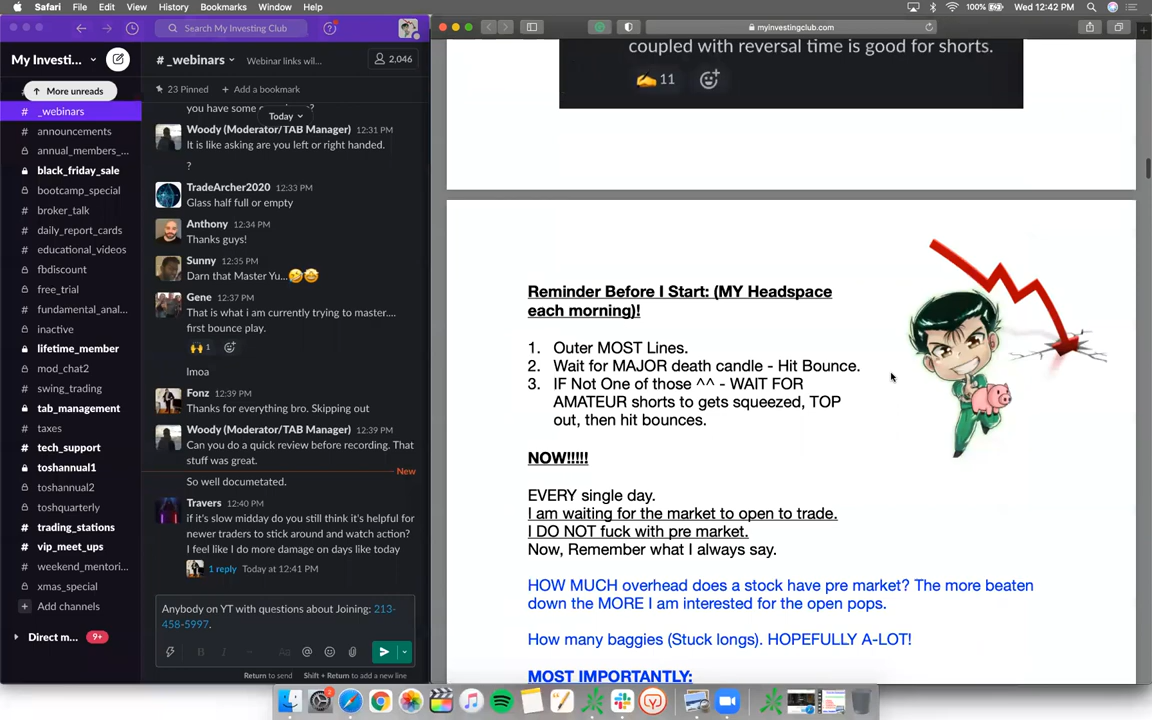 Safari File Edit View History Bookmarks Window Help
100% Wed 12:42 PM
Search My Investing Club
myinvestingclub.com
My Investi...
# _webinars
Webinar links wil...
2,046
More unreads
23 Pinned + Add a bookmark
# _webinars
# announcements
annual_members_...
black_friday_sale
# bootcamp_special
# broker_talk
# daily_report_cards
# educational_videos
fbdiscount
# free_trial
# fundamental_anal...
# inactive
lifetime_member
mod_chat2
# swing_trading
tab_management
# taxes
# tech_support
toshannual1
toshannual2
toshquarterly
# trading_stations
# vip_meet_ups
# weekend_mentori...
xmas_special
Add channels
Direct m... 9+
Today
Woody (Moderator/TAB Manager) 12:31 PM
It is like asking are you left or right handed.
?
TradeArcher2020 12:33 PM
Glass half full or empty
Anthony 12:34 PM
Thanks guys!
Sunny 12:35 PM
Darn that Master Yu...🤣🤩
Gene 12:37 PM
That is what i am currently trying to master....
first bounce play.
🙌 1
lmoa
Fonz 12:39 PM
Thanks for everything bro. Skipping out
Woody (Moderator/TAB Manager) 12:39 PM
Can you do a quick review before recording. That
stuff was great.
New
So well documetated.
Travers 12:40 PM
if it's slow midday do you still think it's helpful for
newer traders to stick around and watch action?
I feel like I do more damage on days like today
1 reply Today at 12:41 PM
Anybody on YT with questions about Joining: 213-
458-5997.
B I S Aa @
Return to send Shift + Return to add a new line
coupled with reversal time is good for shorts.
✍️ 11
Reminder Before I Start: (MY Headspace
each morning)!
1. Outer MOST Lines.
2. Wait for MAJOR death candle - Hit Bounce.
3. IF Not One of those ^^ - WAIT FOR
AMATEUR shorts to gets squeezed, TOP
out, then hit bounces.
NOW!!!!!
EVERY single day.
I am waiting for the market to open to trade.
I DO NOT fuck with pre market.
Now, Remember what I always say.
HOW MUCH overhead does a stock have pre market? The more beaten
down the MORE I am interested for the open pops.
How many baggies (Stuck longs). HOPEFULLY A-LOT!
MOST IMPORTANTLY: